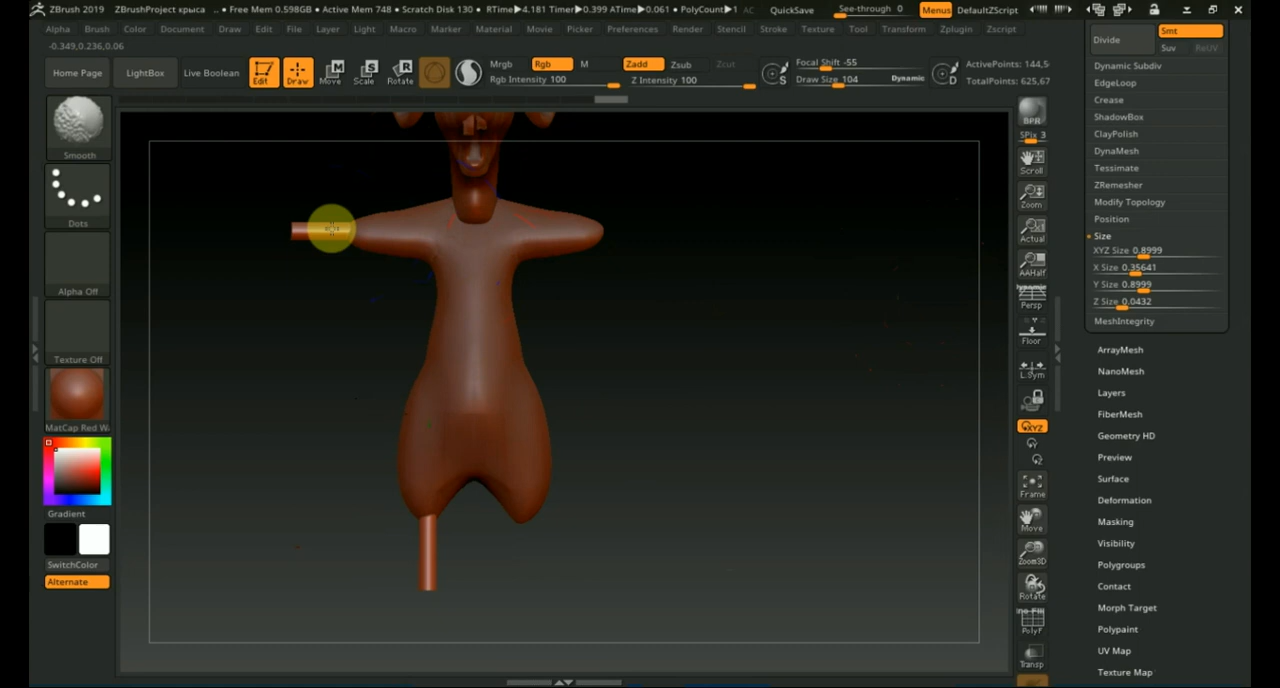 ZBrush 2019 ZBrushProject крыса .. • Free Mem 0.598GB • Active Mem 748 • Scratch Disk 130 • RTime▶4.181 Timer▶0.399 ATime▶0.061 • PolyCount▶1 AC QuickSave See-through 0 Menus DefaultZScript
Alpha Brush Color Document Draw Edit File Layer Light Macro Marker Material Movie Picker Preferences Render Stencil Stroke Texture Tool Transform Zplugin Zscript
-0.349,0.236,0.06
Home Page LightBox Live Boolean Edit Draw Move Scale Rotate
Mrgb Rgb M Zadd Zsub Zcut
Rgb Intensity 100 Z Intensity 100
Focal Shift -55
Draw Size 104 Dynamic
ActivePoints: 144,5
TotalPoints: 625,67
Smooth
Dots
Alpha Off
Texture Off
MatCap Red W
Gradient
SwitchColor
Alternate
BPR
SPix 3
Scroll
Zoom
Actual
AAHalf
Persp
Floor
L.Sym
XYZ
Frame
Move
Zoom3D
Rotate
PolyF
Transp
Divide Smt
Suv ReUV
Dynamic Subdiv
EdgeLoop
Crease
ShadowBox
ClayPolish
DynaMesh
Tessimate
ZRemesher
Modify Topology
Position
Size
XYZ Size 0.8999
X Size 0.35641
Y Size 0.8999
Z Size 0.0432
MeshIntegrity
ArrayMesh
NanoMesh
Layers
FiberMesh
Geometry HD
Preview
Surface
Deformation
Masking
Visibility
Polygroups
Contact
Morph Target
Polypaint
UV Map
Texture Map